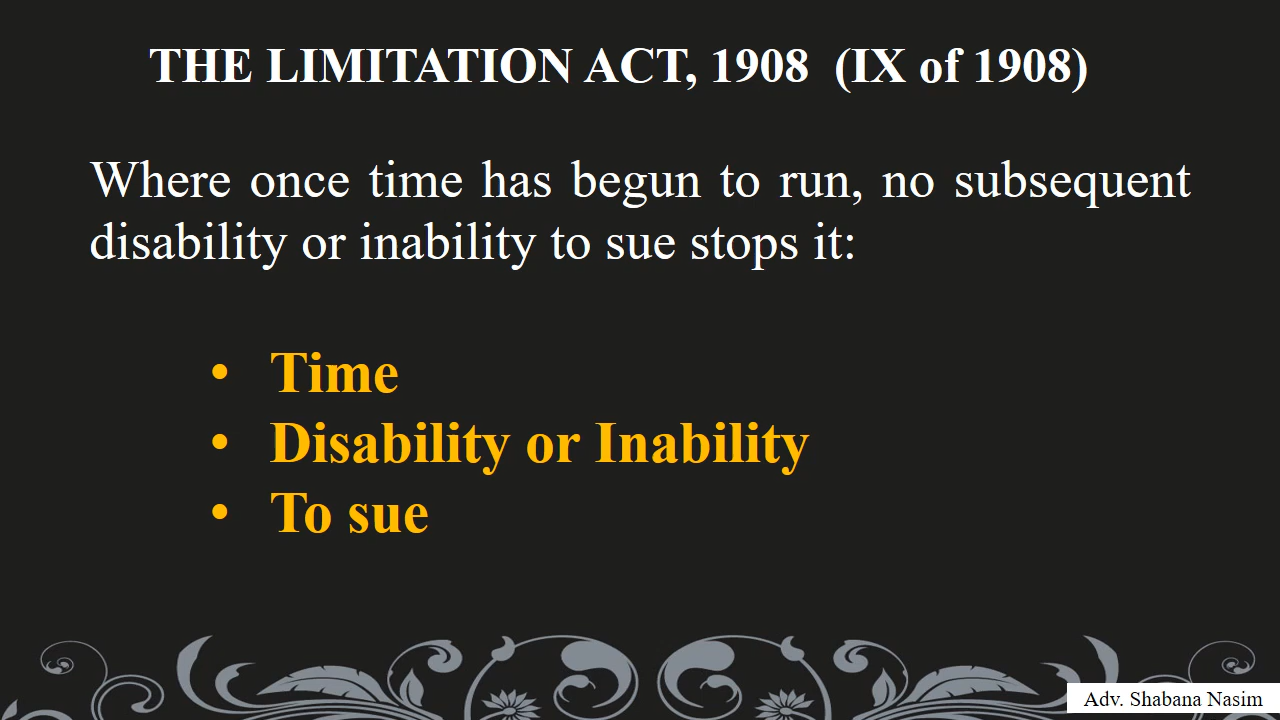 THE LIMITATION ACT, 1908 (IX of 1908)
Where once time has begun to run, no subsequent
disability or inability to sue stops it:
• Time
• Disability or Inability
• To sue
Adv. Shabana Nasim